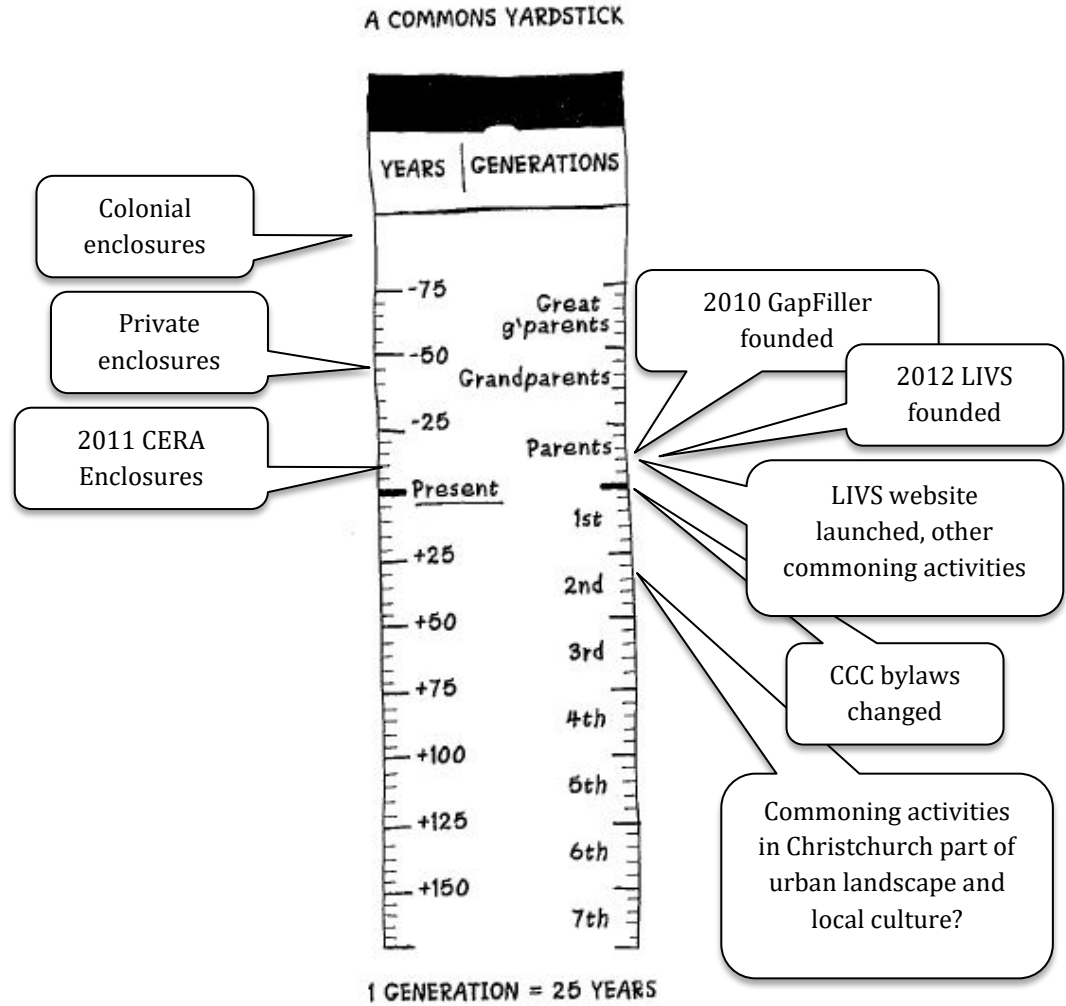 A COMMONS YARDSTICK
YEARS | GENERATIONS
Colonial
enclosures
Private
enclosures
2011 CERA
Enclosures
-75
-50
-25
Present
+25
+50
+75
+100
+125
+150
Great
g'parents
Grandparents
Parents
1st
2nd
3rd
4th
5th
6th
7th
2010 GapFiller
founded
2012 LIVS
founded
LIVS website
launched, other
commoning activities
CCC bylaws
changed
Commoning activities
in Christchurch part of
urban landscape and
local culture?
1 GENERATION = 25 YEARS